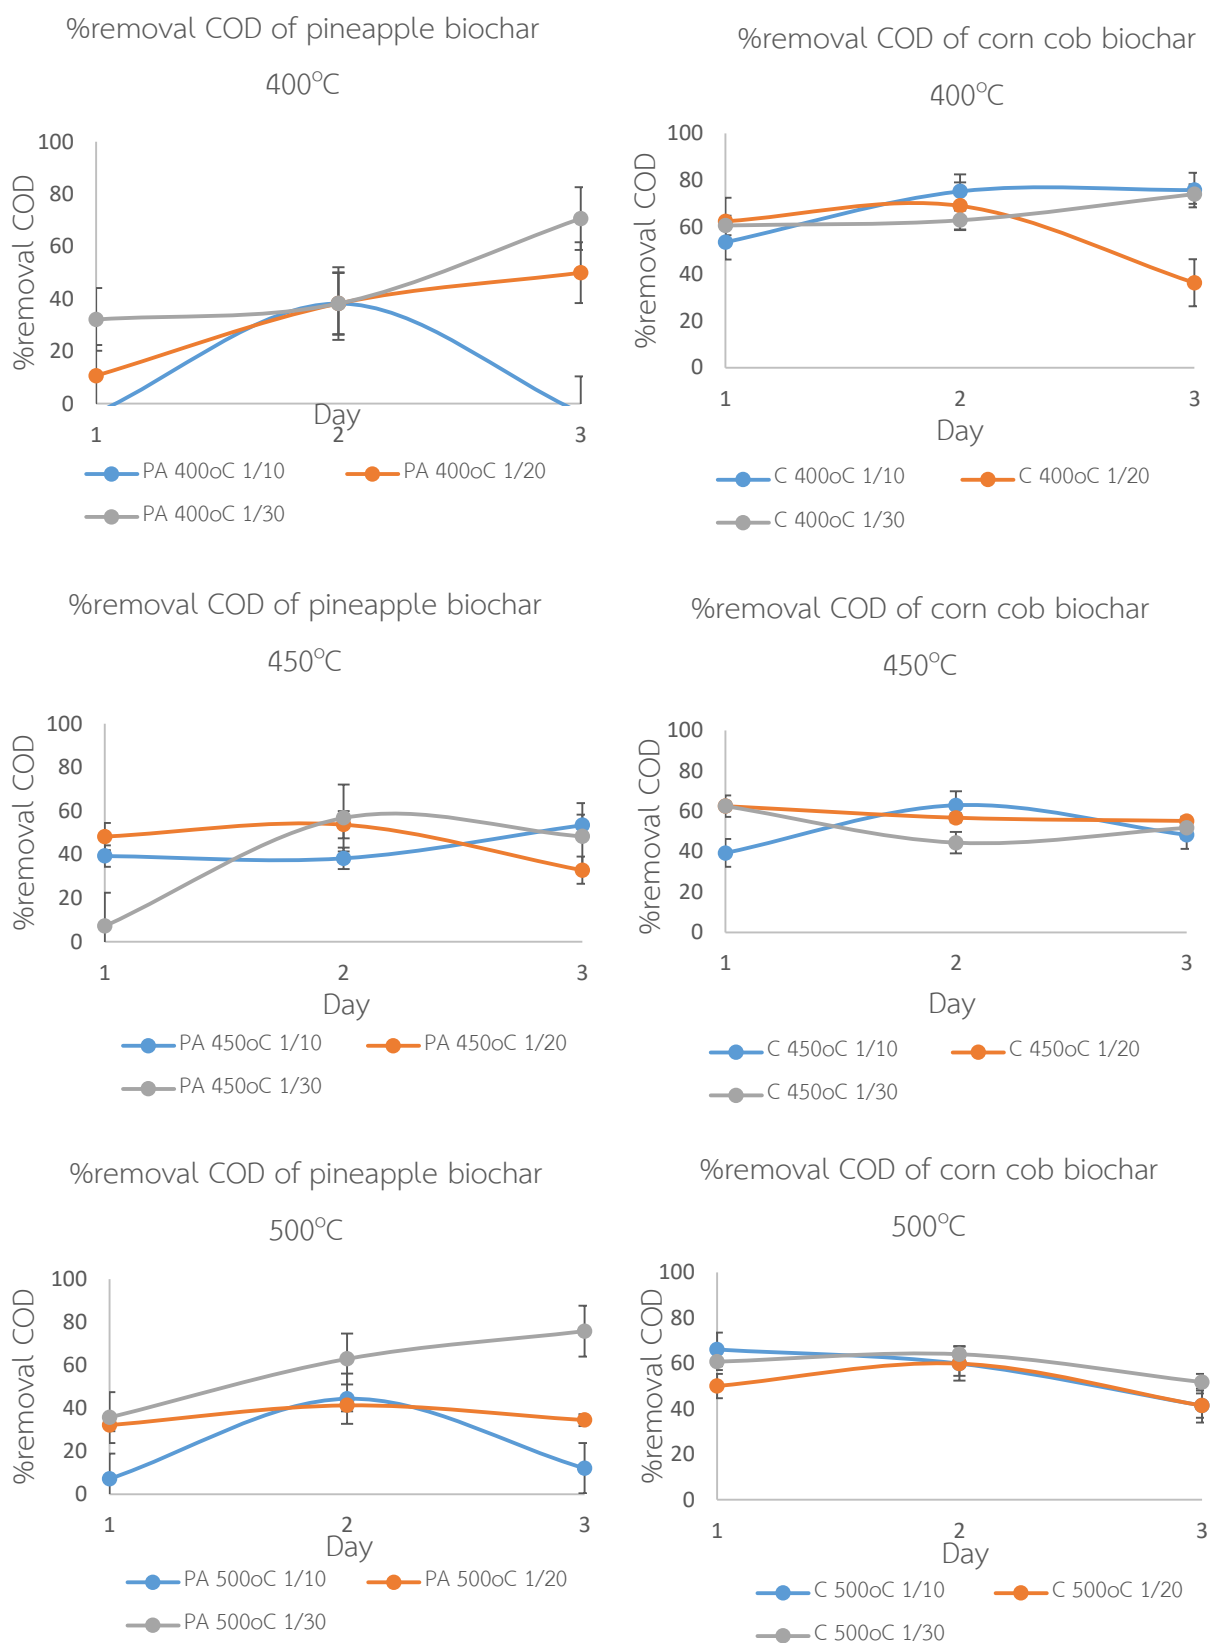 %removal COD of pineapple biochar
400°C
100
80
60
40
20
0
%removal COD
1
2
3
Day
PA 400oC 1/10
PA 400oC 1/20
PA 400oC 1/30
%removal COD of corn cob biochar
400°C
100
80
60
40
20
0
%removal COD
1
2
3
Day
C 400oC 1/10
C 400oC 1/20
C 400oC 1/30
%removal COD of pineapple biochar
450°C
100
80
60
40
20
0
%removal COD
1
2
3
Day
PA 450oC 1/10
PA 450oC 1/20
PA 450oC 1/30
%removal COD of corn cob biochar
450°C
100
80
60
40
20
0
%removal COD
1
2
3
Day
C 450oC 1/10
C 450oC 1/20
C 450oC 1/30
%removal COD of pineapple biochar
500°C
100
80
60
40
20
0
%removal COD
1
2
3
Day
PA 500oC 1/10
PA 500oC 1/20
PA 500oC 1/30
%removal COD of corn cob biochar
500°C
100
80
60
40
20
0
%removal COD
1
2
3
Day
C 500oC 1/10
C 500oC 1/20
C 500oC 1/30